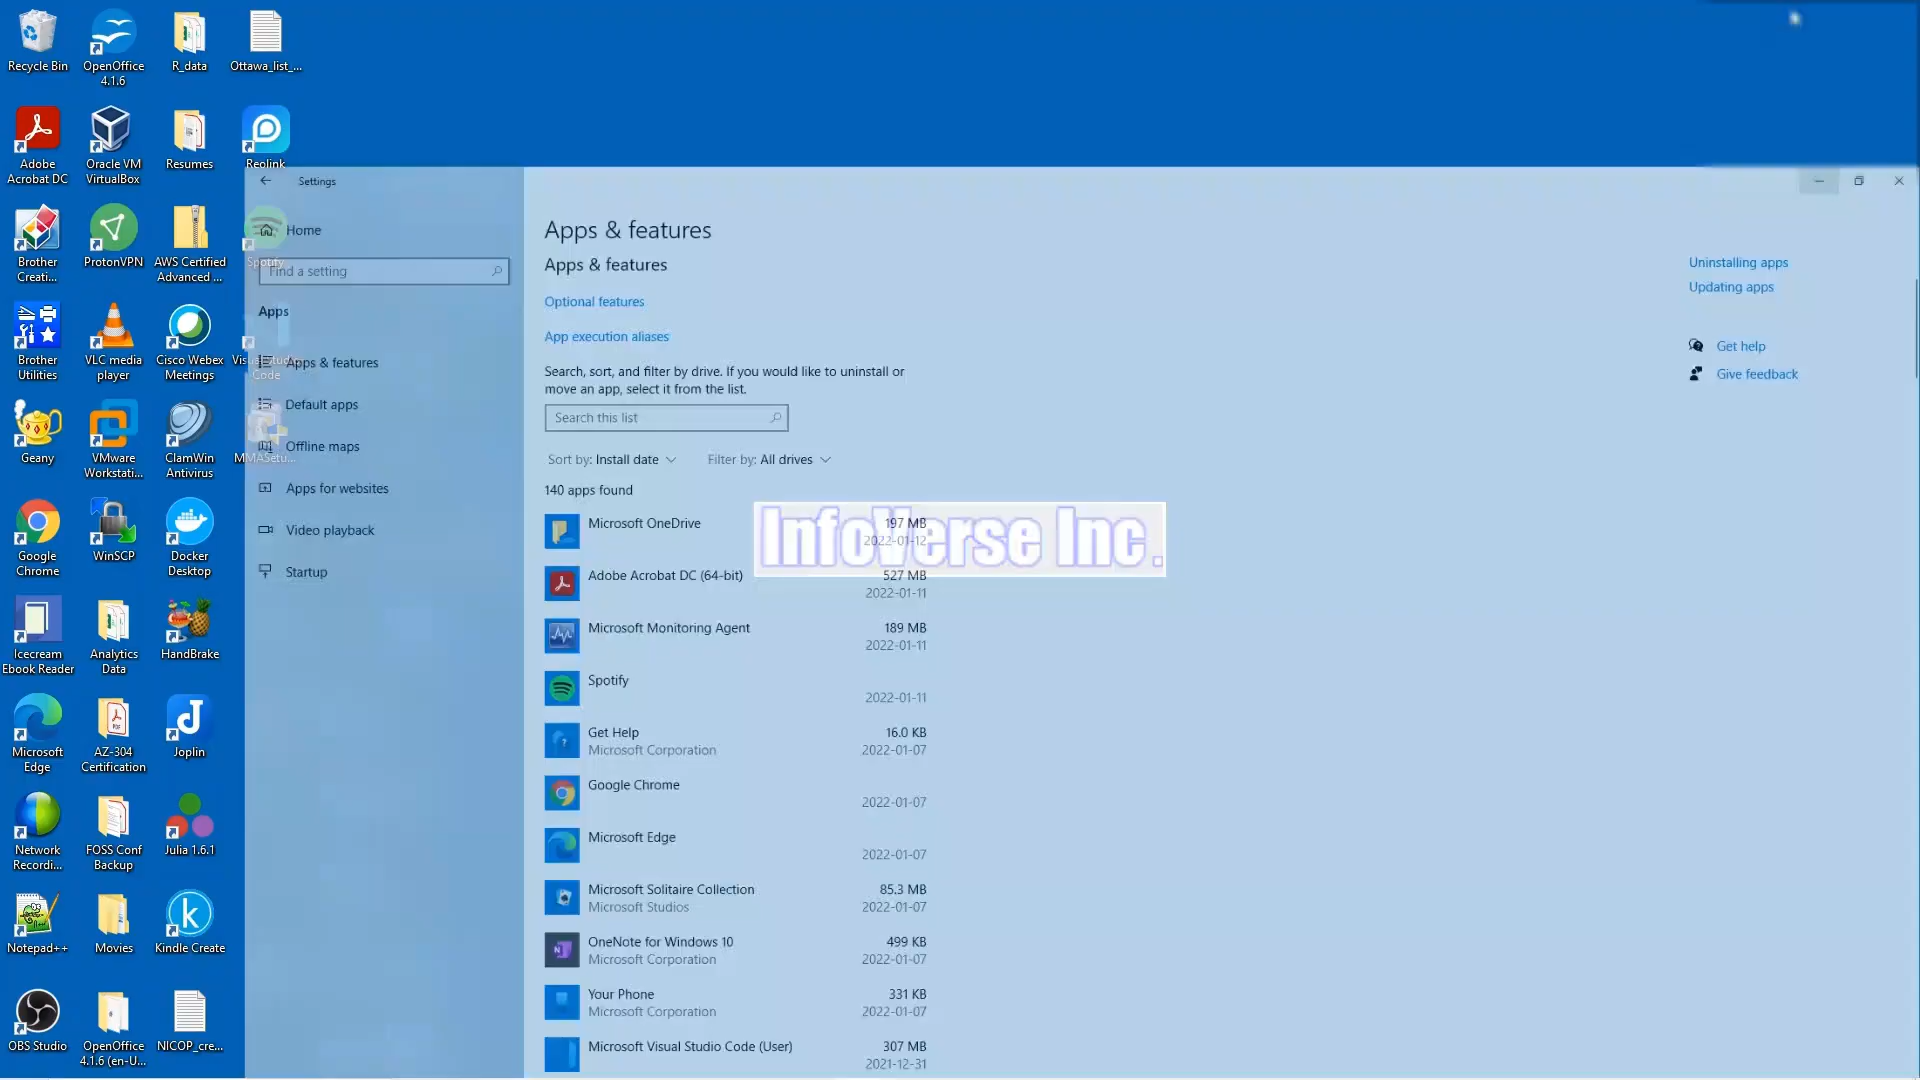 Recycle Bin
OpenOffice
4.1.6
R_data
Ottawa_list_...
Adobe
Acrobat DC
Oracle VM
VirtualBox
Resumes
Reolink
Brother
Creati...
ProtonVPN
AWS Certified
Advanced ...
Spotify
Brother
Utilities
VLC media
player
Cisco Webex
Meetings
Visual Studio
Code
Geany
VMware
Workstati...
ClamWin
Antivirus
MMASetu...
Google
Chrome
WinSCP
Docker
Desktop
Icecream
Ebook Reader
Analytics
Data
HandBrake
Microsoft
Edge
AZ-304
Certification
Joplin
Network
Recordi...
FOSS Conf
Backup
Julia 1.6.1
Notepad++
Movies
Kindle Create
OBS Studio
OpenOffice
4.1.6 (en-U...
NICOP_cre...
Settings
Home
Find a setting
Apps
Apps & features
Default apps
Offline maps
Apps for websites
Video playback
Startup
Apps & features
Apps & features
Optional features
App execution aliases
Search, sort, and filter by drive. If you would like to uninstall or
move an app, select it from the list.
Search this list
Sort by: Install date
Filter by: All drives
140 apps found
Microsoft OneDrive 197 MB
2022-01-12
Adobe Acrobat DC (64-bit) 527 MB
2022-01-11
Microsoft Monitoring Agent 189 MB
2022-01-11
Spotify
2022-01-11
Get Help 16.0 KB
Microsoft Corporation 2022-01-07
Google Chrome
2022-01-07
Microsoft Edge
2022-01-07
Microsoft Solitaire Collection 85.3 MB
Microsoft Studios 2022-01-07
OneNote for Windows 10 499 KB
Microsoft Corporation 2022-01-07
Your Phone 331 KB
Microsoft Corporation 2022-01-07
Microsoft Visual Studio Code (User) 307 MB
2021-12-31
InfoVerse Inc.
Uninstalling apps
Updating apps
Get help
Give feedback